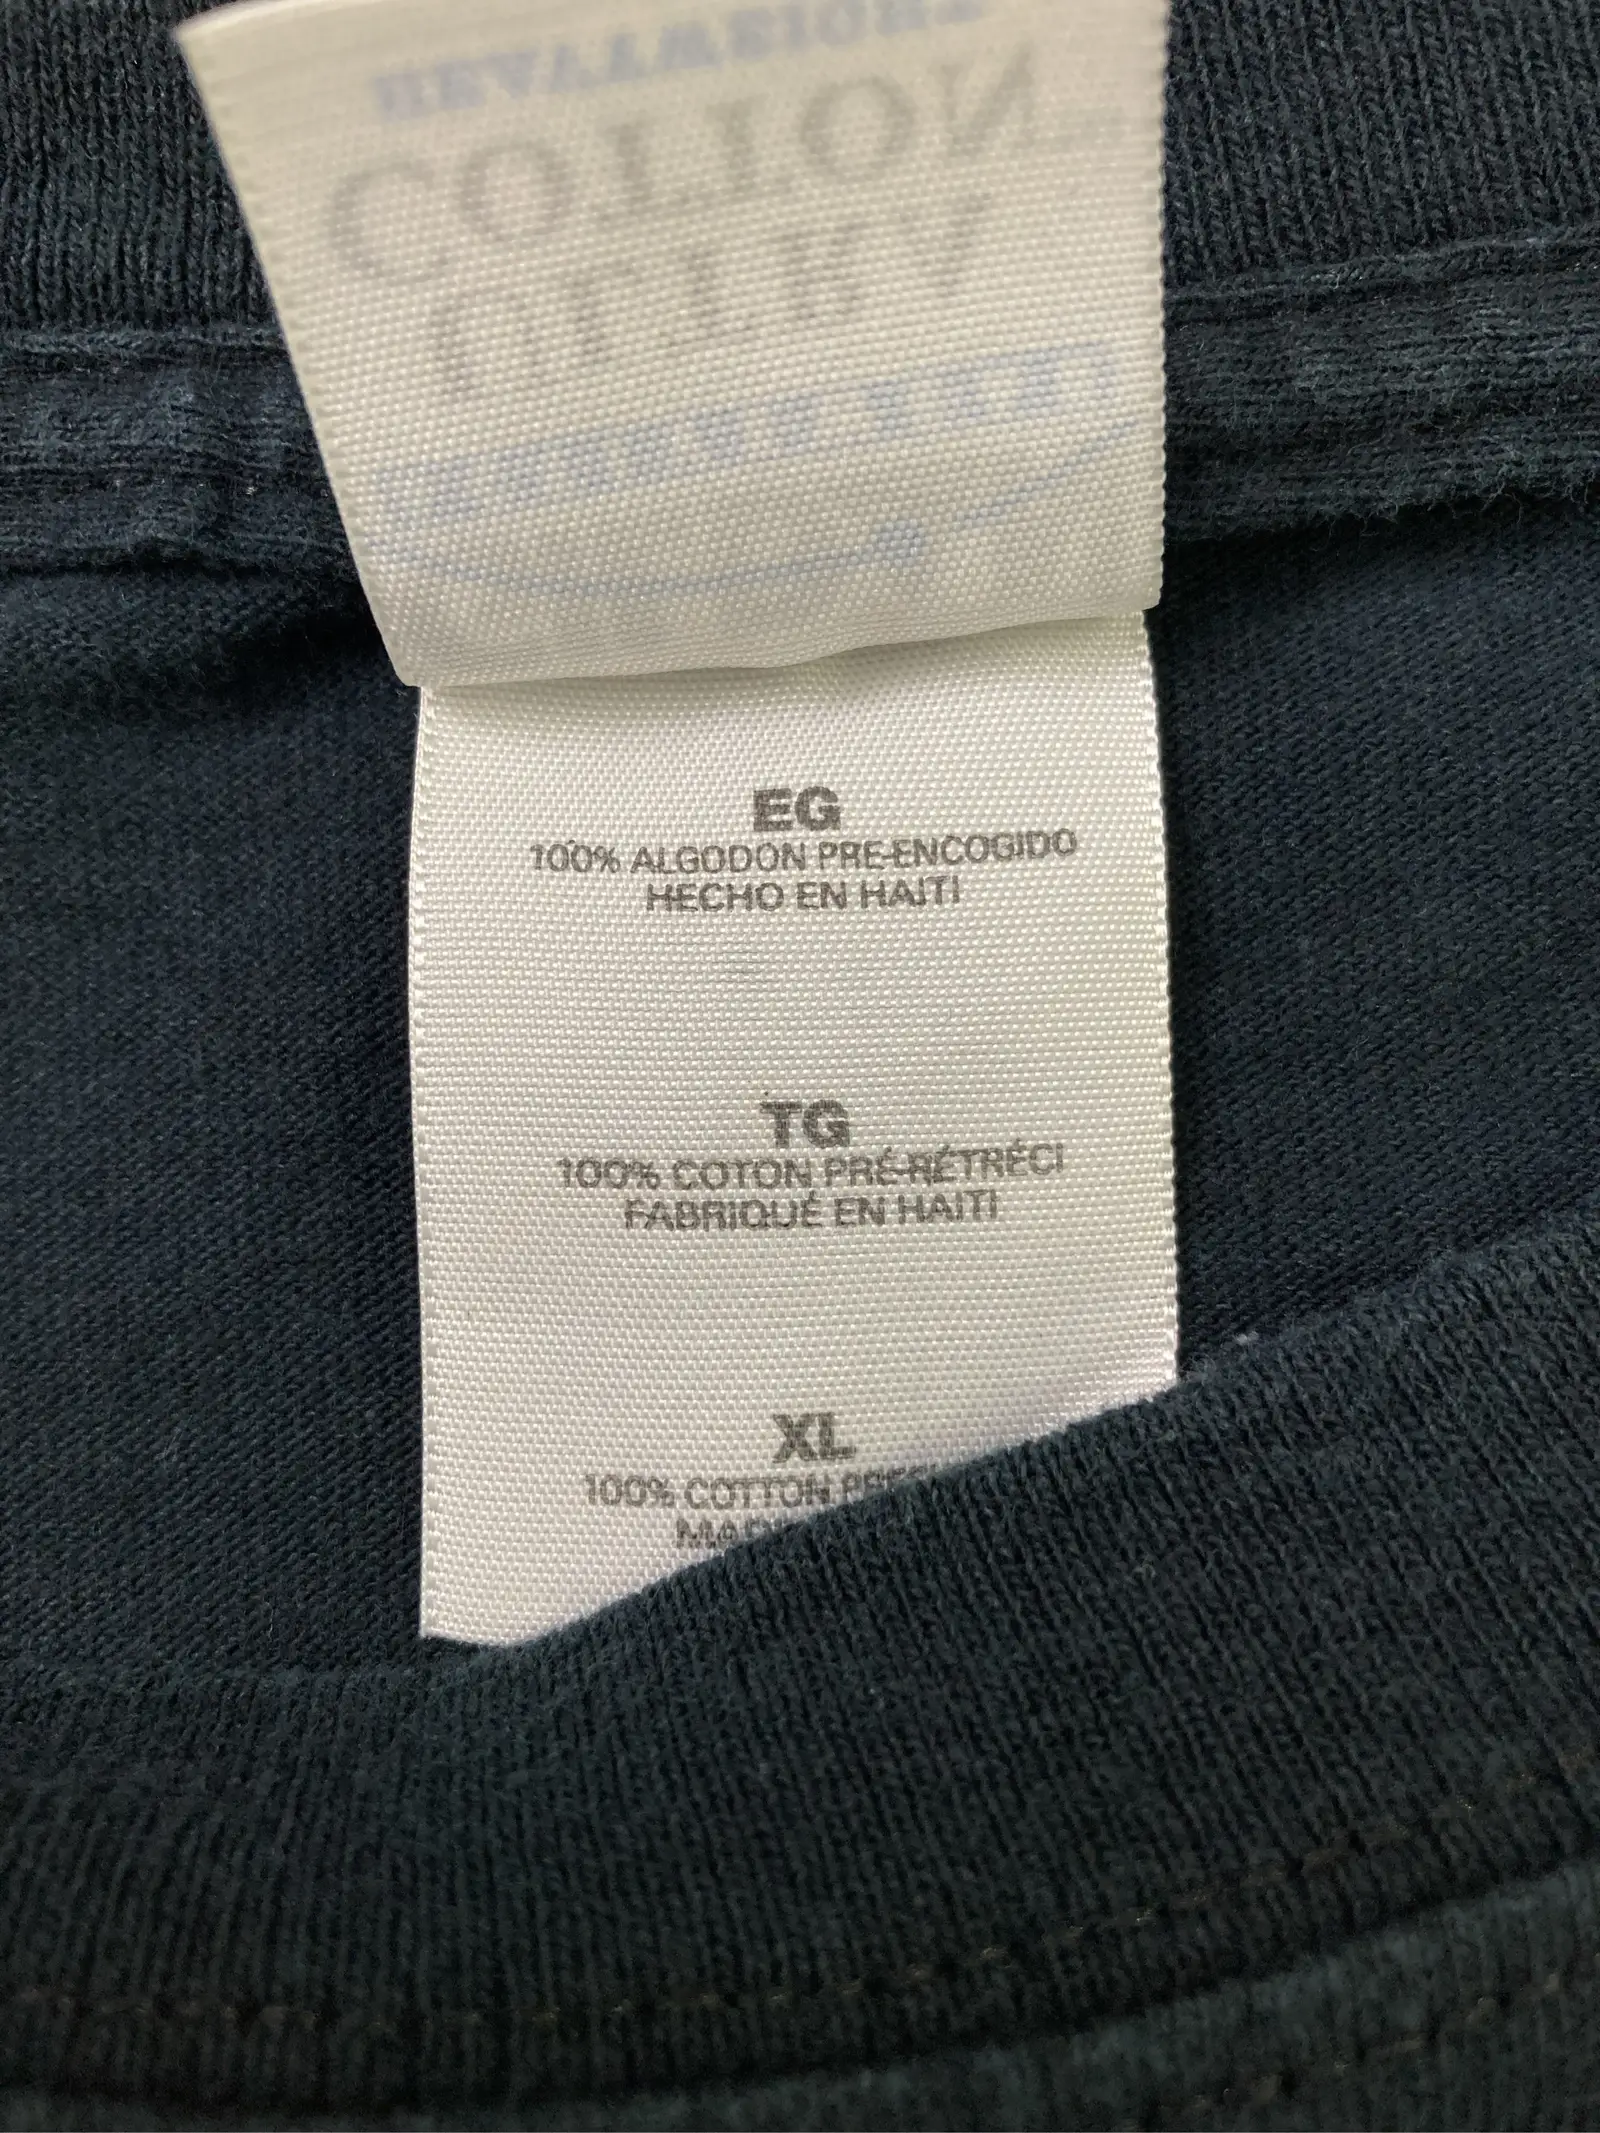 COTTON
EG
100% ALGODON PRE-ENCOGIDO
HECHO EN HAITI
TG
100% COTON PRÉ-RÉTRÉCI
FABRIQUÉ EN HAITI
XL
100% COTTON